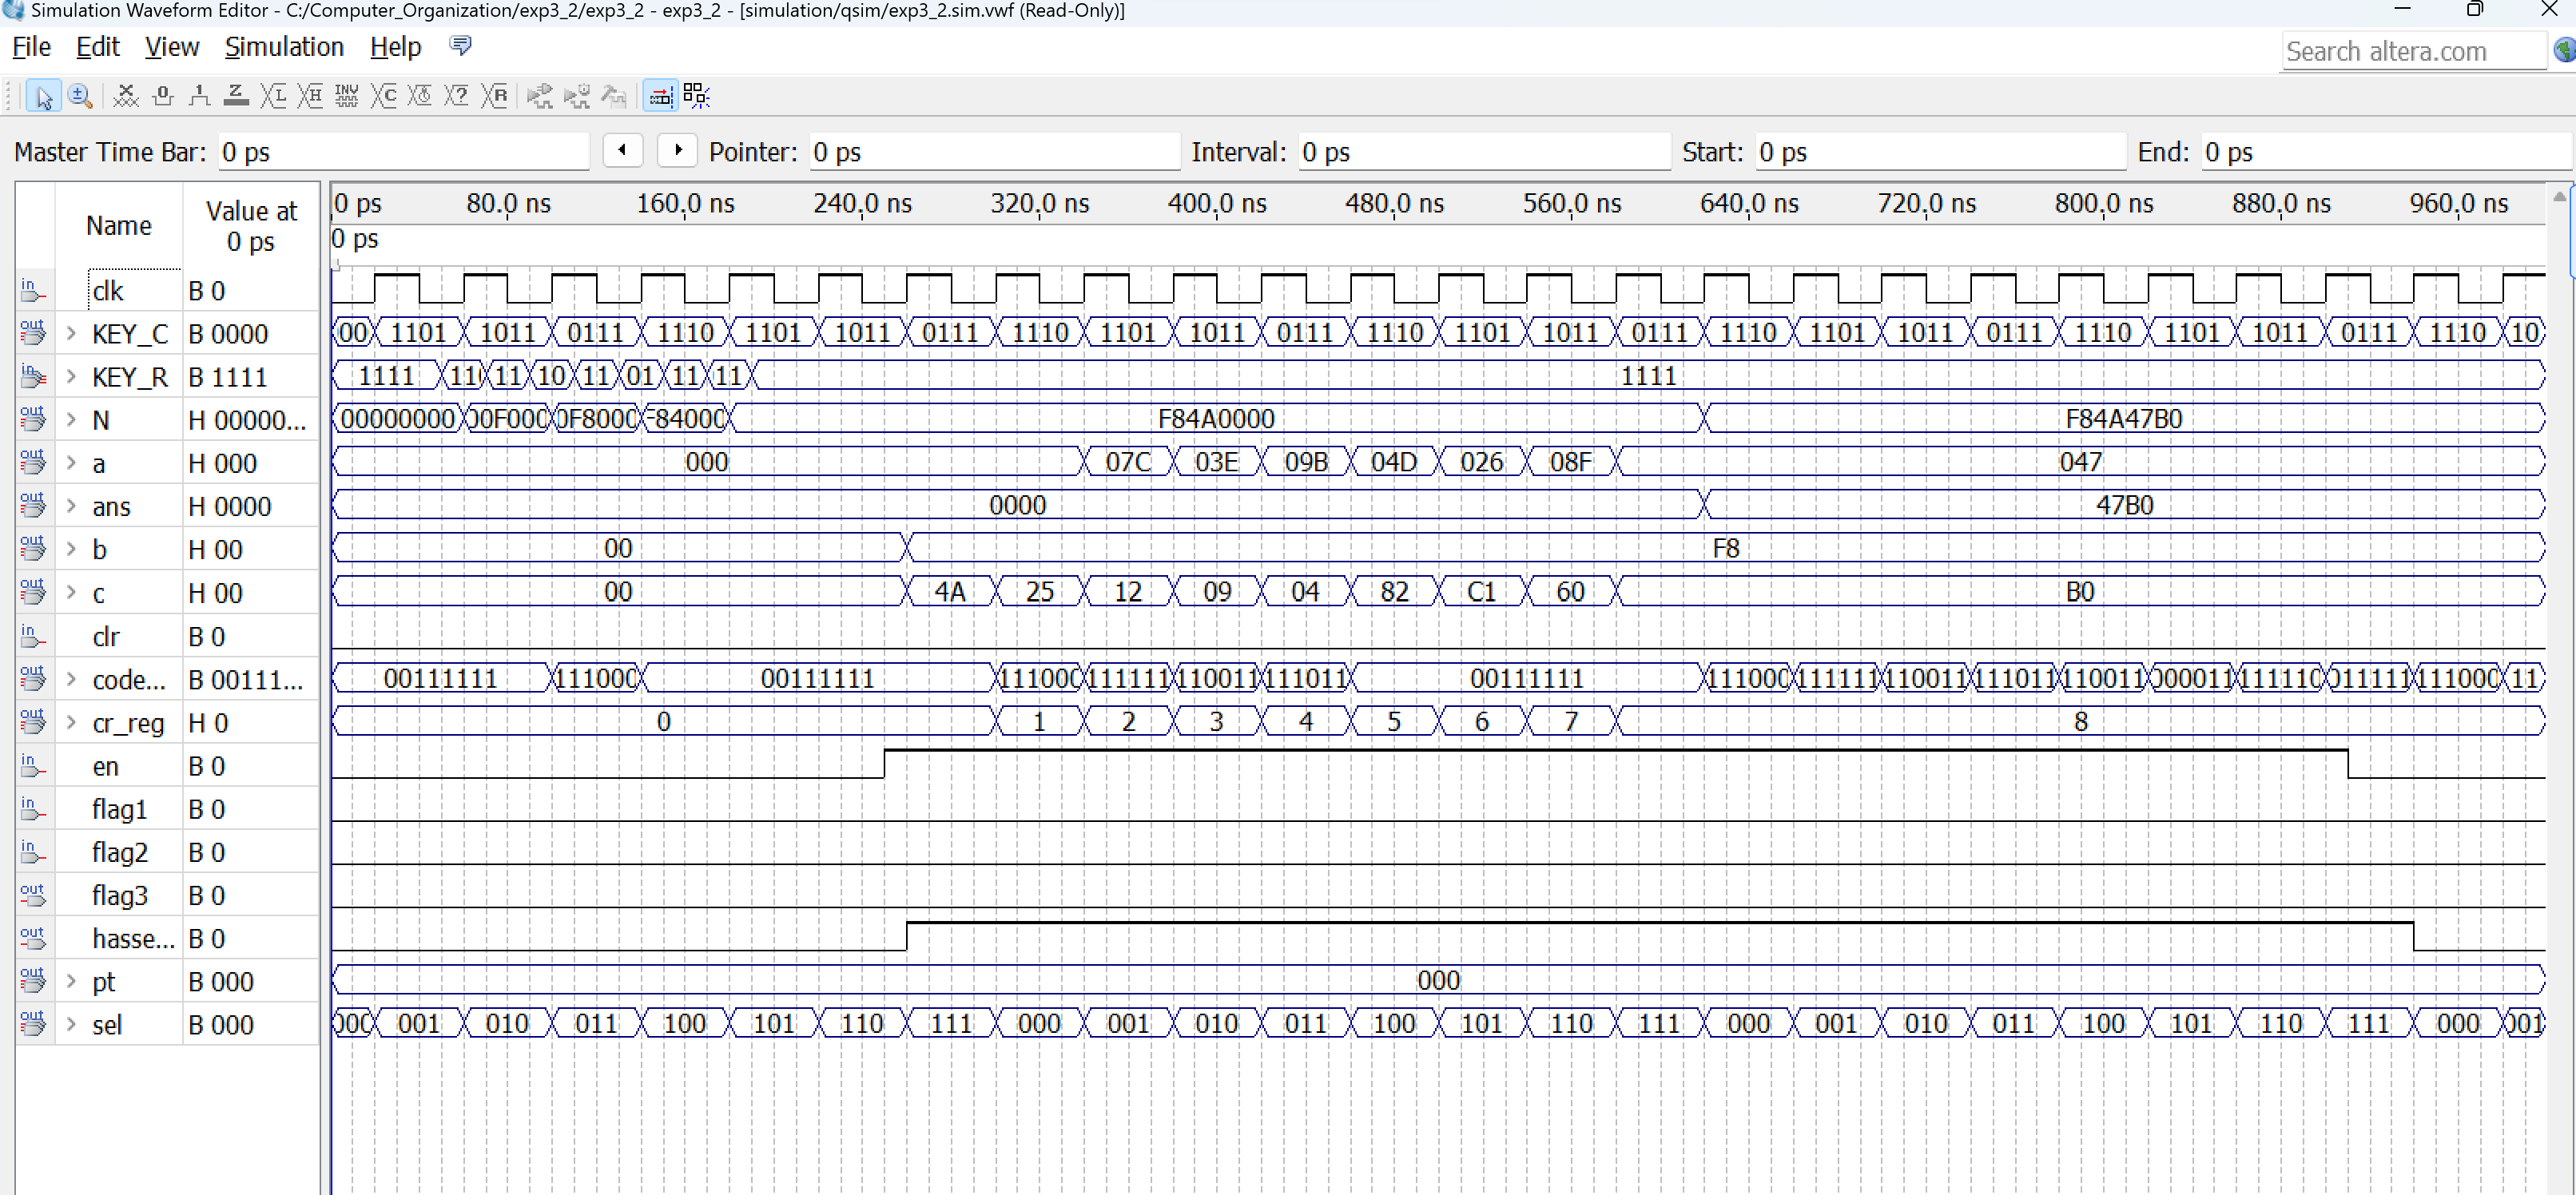 Simulation Waveform Editor - C:/Computer_Organization/exp3_2/exp3_2 - exp3_2 - [simulation/qsim/exp3_2.sim.vwf (Read-Only)]
File Edit View Simulation Help
Search altera.com
Master Time Bar: 0 ps Pointer: 0 ps Interval: 0 ps Start: 0 ps End: 0 ps
Name Value at 0 ps
0 ps 80.0 ns 160.0 ns 240.0 ns 320.0 ns 400.0 ns 480.0 ns 560.0 ns 640.0 ns 720.0 ns 800.0 ns 880.0 ns 960.0 ns
0 ps
in clk B 0
out KEY_C B 0000 00 1101 1011 0111 1110 1101 1011 0111 1110 1101 1011 0111 1110 1101 1011 0111 1110 1101 1011 0111 1110 1101 1011 0111 1110 10
in KEY_R B 1111 1111 11 10 11 01 11 11 1111
out N H 00000... 00000000 F84A0000 F84A47B0
out a H 000 000 07C 03E 09B 04D 026 08F 047
out ans H 0000 0000 47B0
out b H 00 00 F8
out c H 00 00 4A 25 12 09 04 82 C1 60 B0
in clr B 0
out code... B 00111... 00111111 111000 00111111 111000 111111 110011 111011 00111111 111000 111111 110011 111011 110011 000011 111110 011111 111000 11
out cr_reg H 0 0 1 2 3 4 5 6 7 8
in en B 0
in flag1 B 0
in flag2 B 0
out flag3 B 0
out hasse... B 0
out pt B 000 000
out sel B 000 000 001 010 011 100 101 110 111 000 001 010 011 100 101 110 111 000 001 010 011 100 101 110 111 000 001